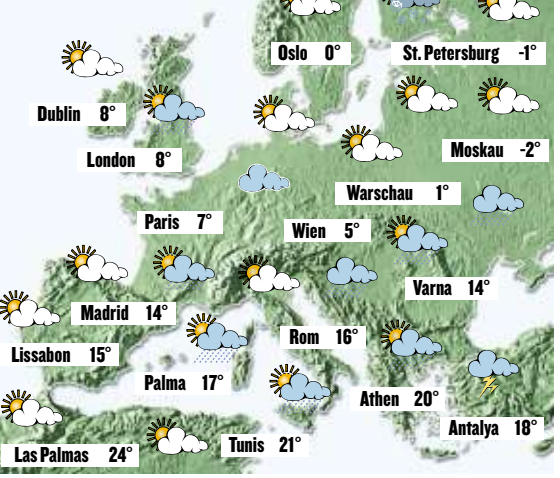 Oslo 0°
St. Petersburg -1°
Dublin 8°
London 8°
Moskau -2°
Warschau 1°
Paris 7°
Wien 5°
Varna 14°
Madrid 14°
Rom 16°
Lissabon 15°
Palma 17°
Athen 20°
Antalya 18°
Las Palmas 24°
Tunis 21°